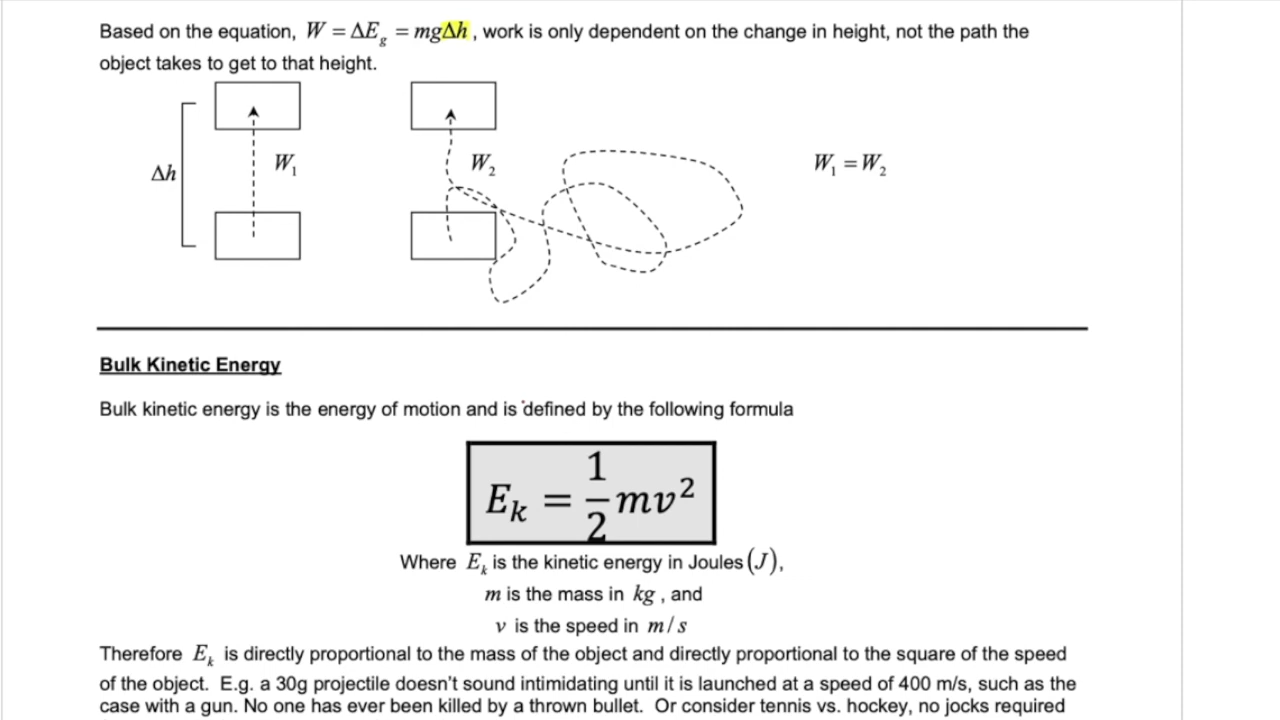 Based on the equation, W = ΔE_g = mgΔh, work is only dependent on the change in height, not the path the
object takes to get to that height.
Δh
W₁
W₂
W₁ = W₂
Bulk Kinetic Energy
Bulk kinetic energy is the energy of motion and is defined by the following formula
E_k = 1/2 mv²
Where E_k is the kinetic energy in Joules (J),
m is the mass in kg, and
v is the speed in m/s
Therefore E_k is directly proportional to the mass of the object and directly proportional to the square of the speed
of the object. E.g. a 30g projectile doesn't sound intimidating until it is launched at a speed of 400 m/s, such as the
case with a gun. No one has ever been killed by a thrown bullet. Or consider tennis vs. hockey, no jocks required